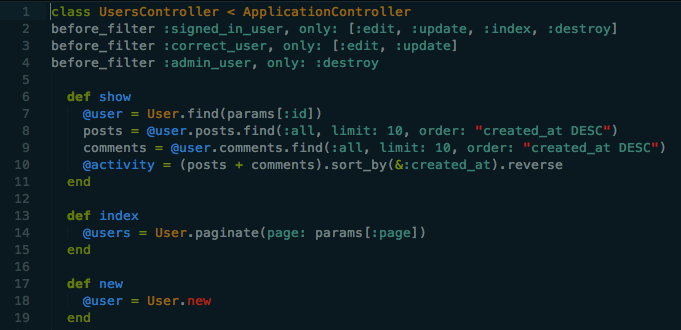 1 class UsersController < ApplicationController
2 before_filter :signed_in_user, only: [:edit, :update, :index, :destroy]
3 before_filter :correct_user, only: [:edit, :update]
4 before_filter :admin_user, only: :destroy
5
6 def show
7 @user = User.find(params[:id])
8 posts = @user.posts.find(:all, limit: 10, order: "created_at DESC")
9 comments = @user.comments.find(:all, limit: 10, order: "created_at DESC")
10 @activity = (posts + comments).sort_by(&:created_at).reverse
11 end
12
13 def index
14 @users = User.paginate(page: params[:page])
15 end
16
17 def new
18 @user = User.new
19 end